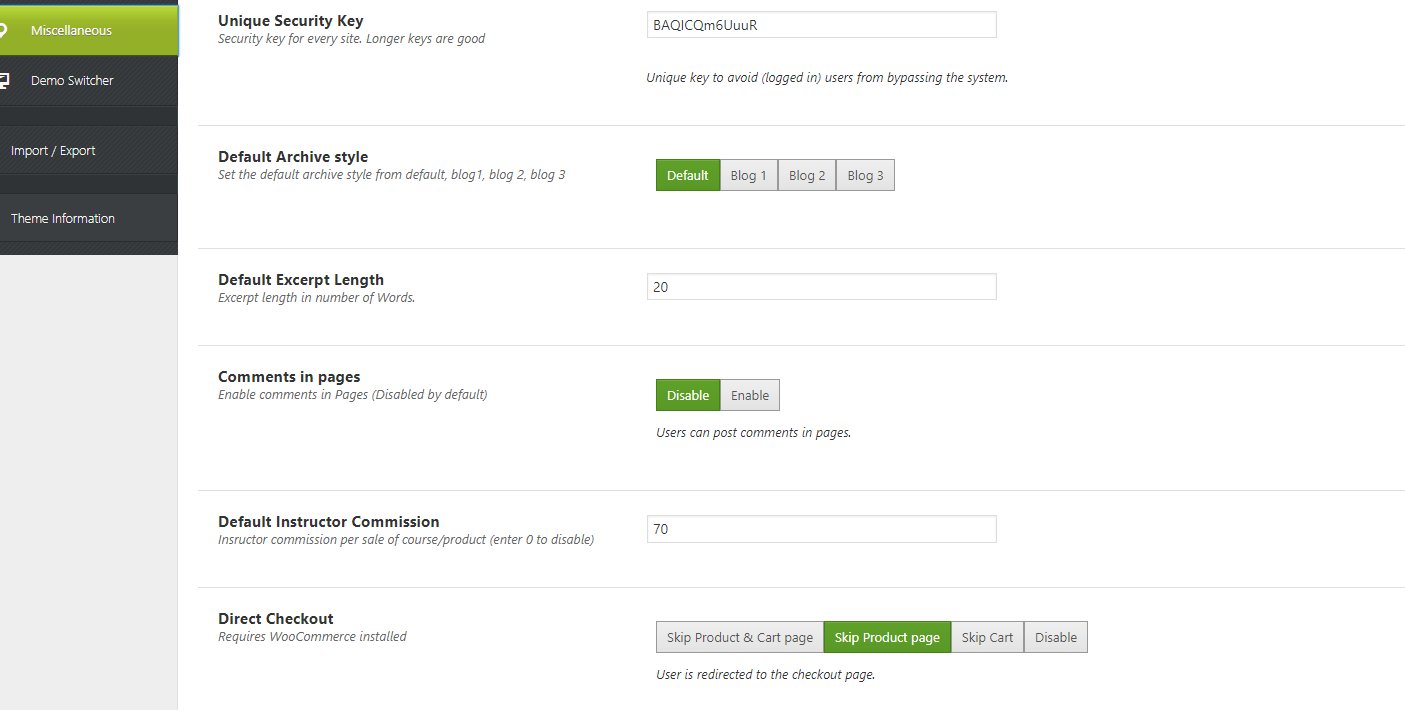 Miscellaneous
Demo Switcher
Import / Export
Theme Information
Unique Security Key
Security key for every site. Longer keys are good
BAQICQm6UuuR
Unique key to avoid (logged in) users from bypassing the system.
Default Archive style
Set the default archive style from default, blog1, blog 2, blog 3
Default Blog 1 Blog 2 Blog 3
Default Excerpt Length
Excerpt length in number of Words.
20
Comments in pages
Enable comments in Pages (Disabled by default)
Disable Enable
Users can post comments in pages.
Default Instructor Commission
Insructor commission per sale of course/product (enter 0 to disable)
70
Direct Checkout
Requires WooCommerce installed
Skip Product & Cart page Skip Product page Skip Cart Disable
User is redirected to the checkout page.